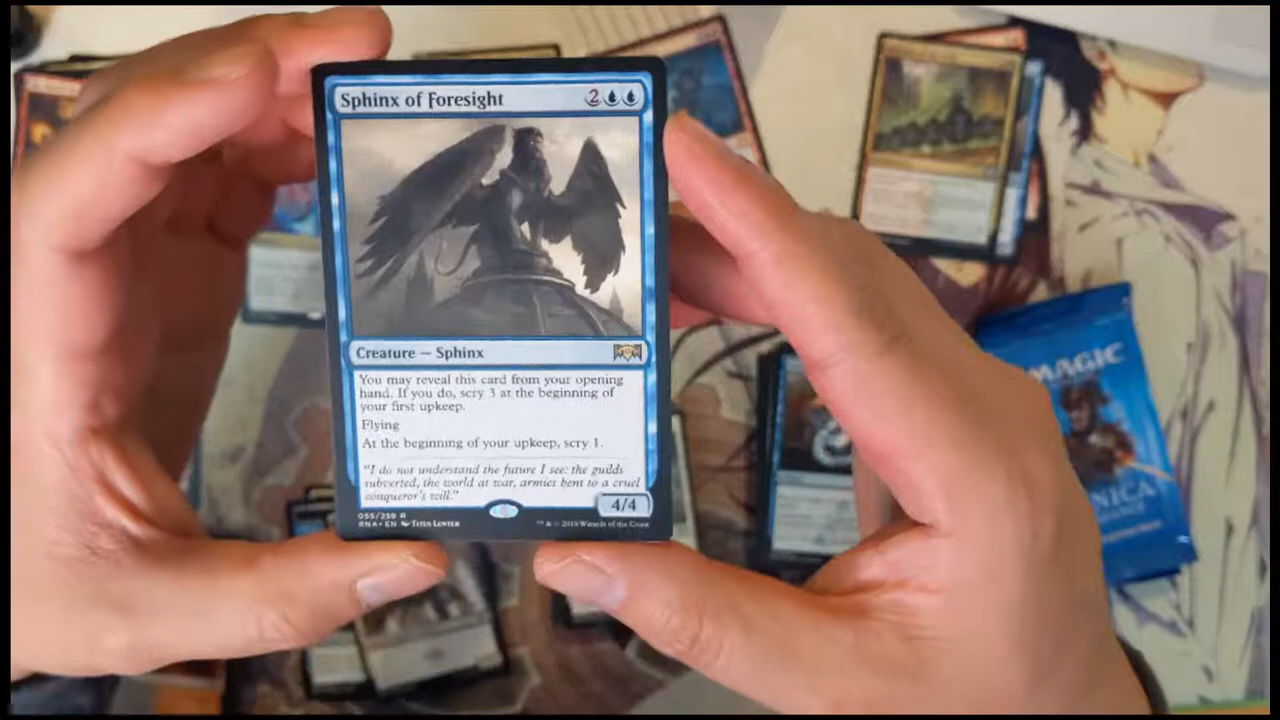 Sphinx of Foresight 2
Creature — Sphinx
You may reveal this card from your opening
hand. If you do, scry 3 at the beginning of
your first upkeep.
Flying
At the beginning of your upkeep, scry 1.
"I do not understand the future I see: the guilds
subverted, the world at war, armies bent to a cruel
conqueror's will."
4/4
055/259 R
RNA • EN Titus Lunter
™ & © 2019 Wizards of the Coast
MAGIC